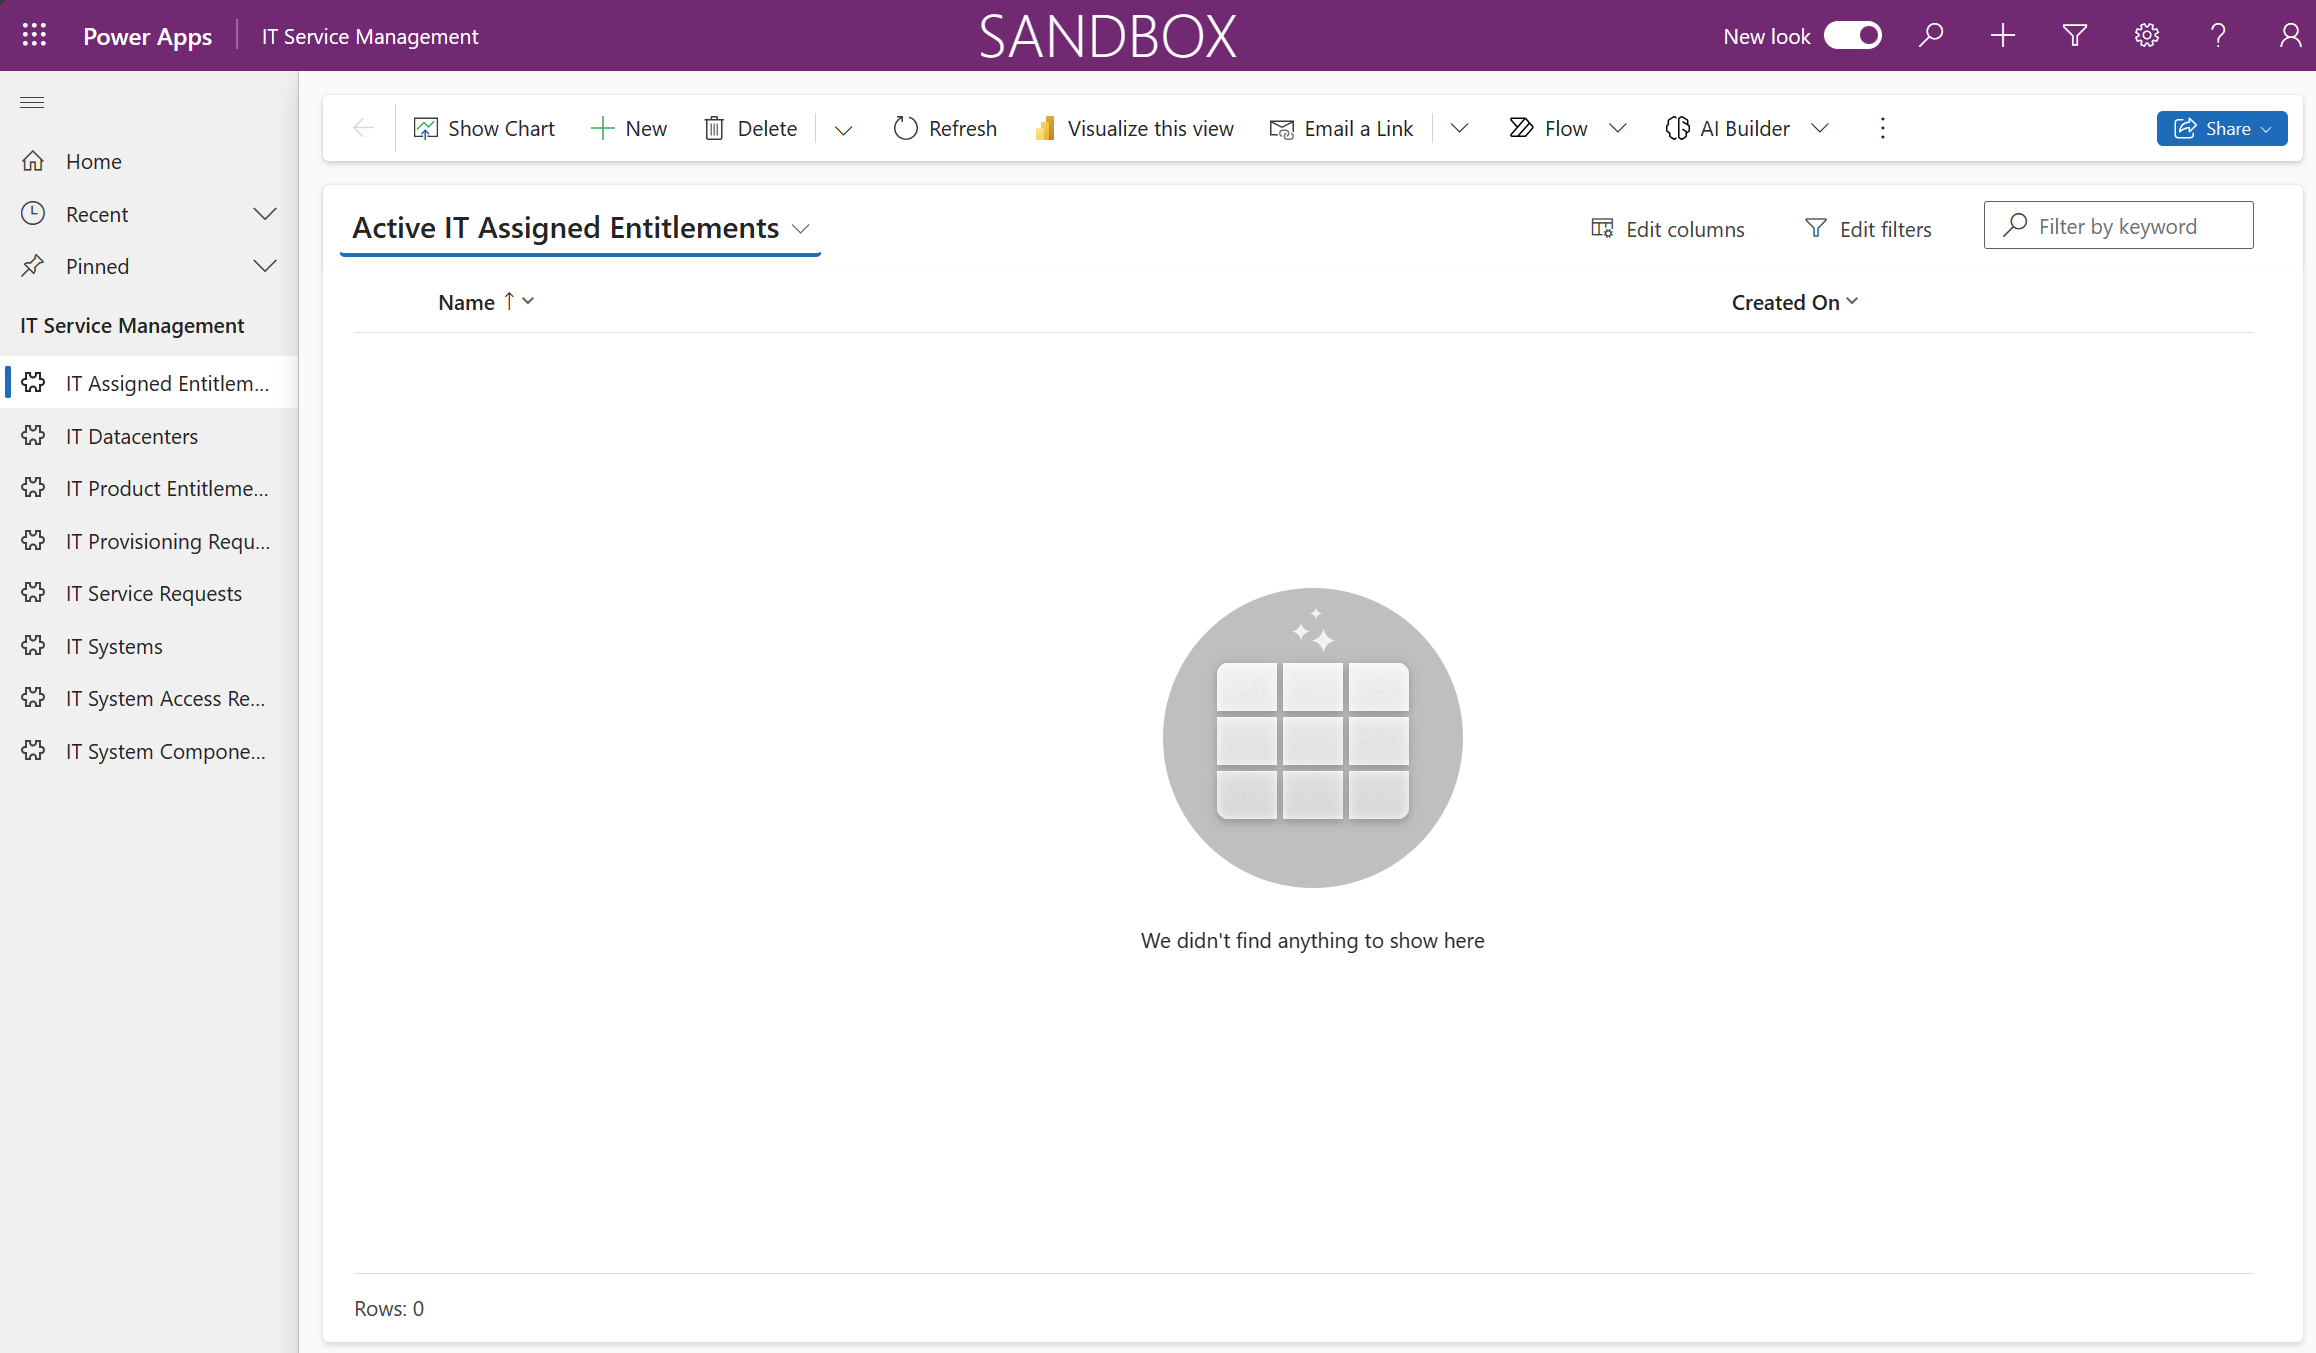 Power Apps
IT Service Management
SANDBOX
New look
Home
Recent
Pinned
IT Service Management
IT Assigned Entitlem...
IT Datacenters
IT Product Entitleme...
IT Provisioning Requ...
IT Service Requests
IT Systems
IT System Access Re...
IT System Compone...
Show Chart
New
Delete
Refresh
Visualize this view
Email a Link
Flow
AI Builder
Share
Active IT Assigned Entitlements
Edit columns
Edit filters
Filter by keyword
Name
Created On
We didn't find anything to show here
Rows: 0